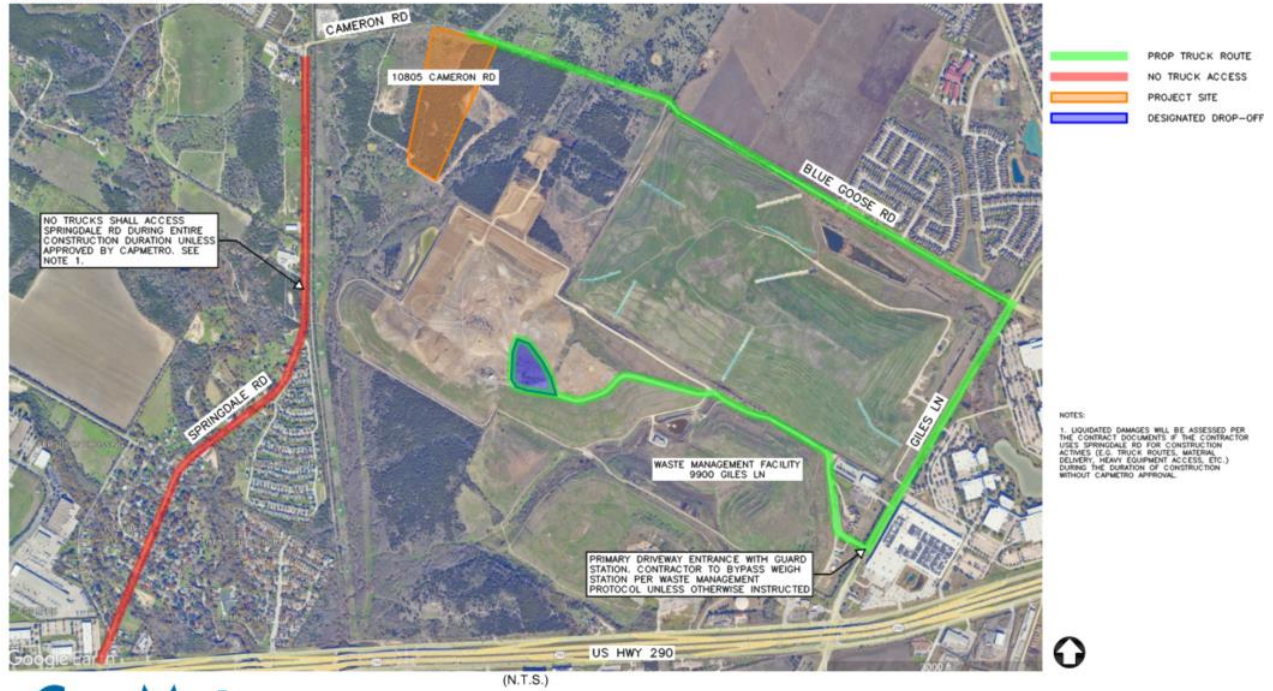 CAMERON RD
10805 CAMERON RD
PROP TRUCK ROUTE
NO TRUCK ACCESS
PROJECT SITE
DESIGNATED DROP-OFF
BLUE GOOSE RD
NO TRUCKS SHALL ACCESS
SPRINGDALE RD DURING ENTIRE
CONSTRUCTION DURATION UNLESS
APPROVED BY CAPMETRO. SEE
NOTE 1.
SPRINGDALE RD
GILES LN
WASTE MANAGEMENT FACILITY
9900 GILES LN
PRIMARY DRIVEWAY ENTRANCE WITH GUARD
STATION. CONTRACTOR TO BYPASS WEIGH
STATION PER WASTE MANAGEMENT
PROTOCOL UNLESS OTHERWISE INSTRUCTED
NOTES:
1. LIQUIDATED DAMAGES WILL BE ASSESSED PER
THE CONTRACT DOCUMENTS IF THE CONTRACTOR
USES SPRINGDALE RD FOR CONSTRUCTION
ACTIVIES (E.G. TRUCK ROUTES, MATERIAL
DELIVERY, HEAVY EQUIPMENT ACCESS, ETC.)
DURING THE DURATION OF CONSTRUCTION
WITHOUT CAPMETRO APPROVAL.
US HWY 290
Google Earth
(N.T.S.)